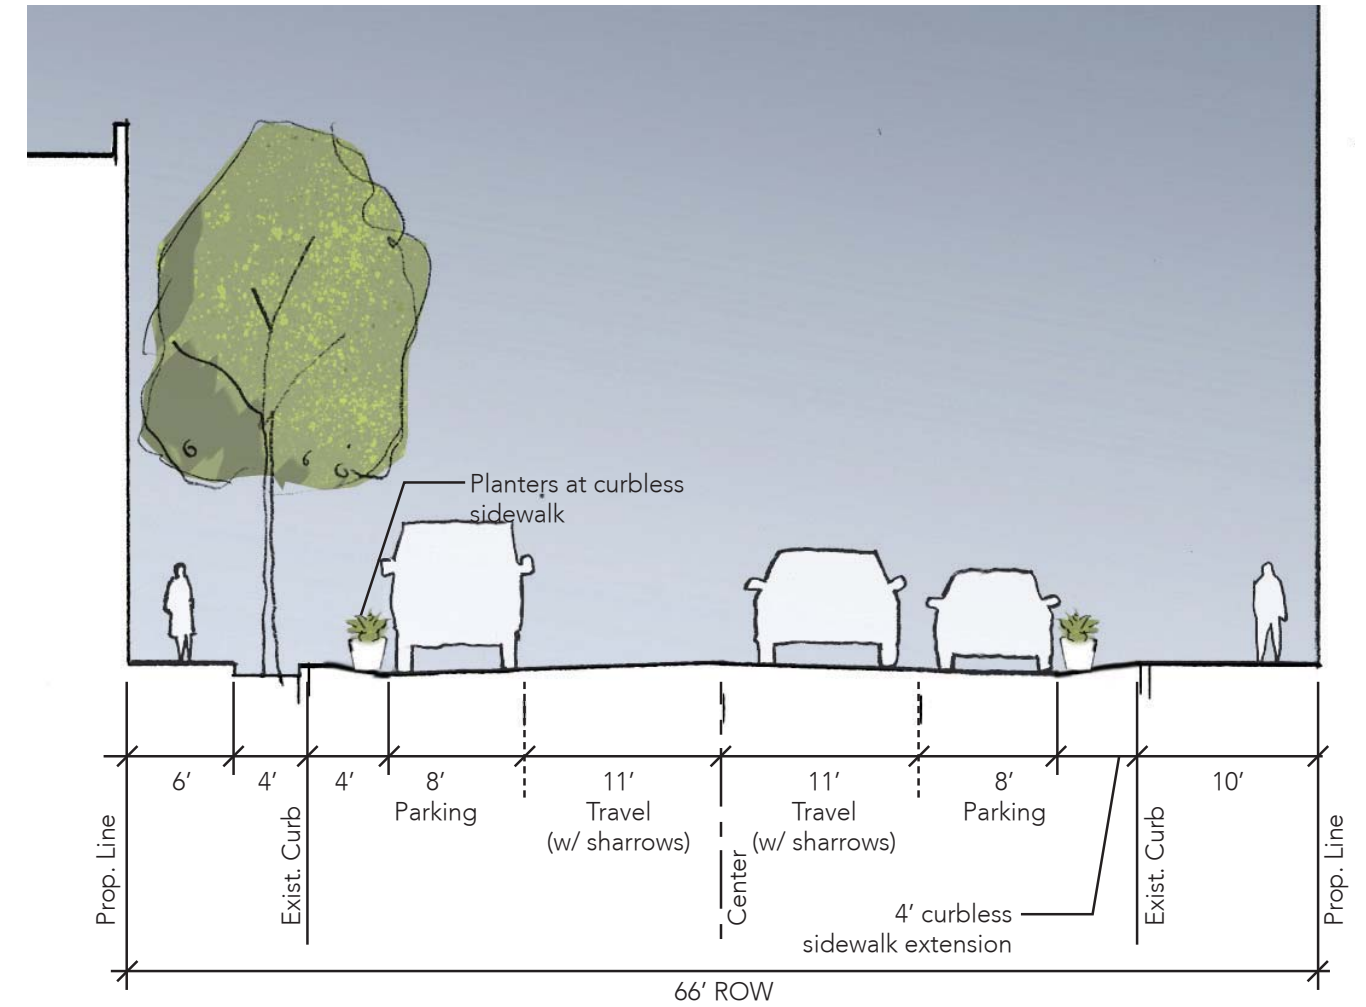 Planters at curbless
sidewalk
6’
4’
4’
8’
Parking
11’
Travel
(w/ sharrows)
11’
Travel
(w/ sharrows)
8’
Parking
10’
Prop. Line
Exist. Curb
Center
4’ curbless
sidewalk extension
Exist. Curb
Prop. Line
66’ ROW